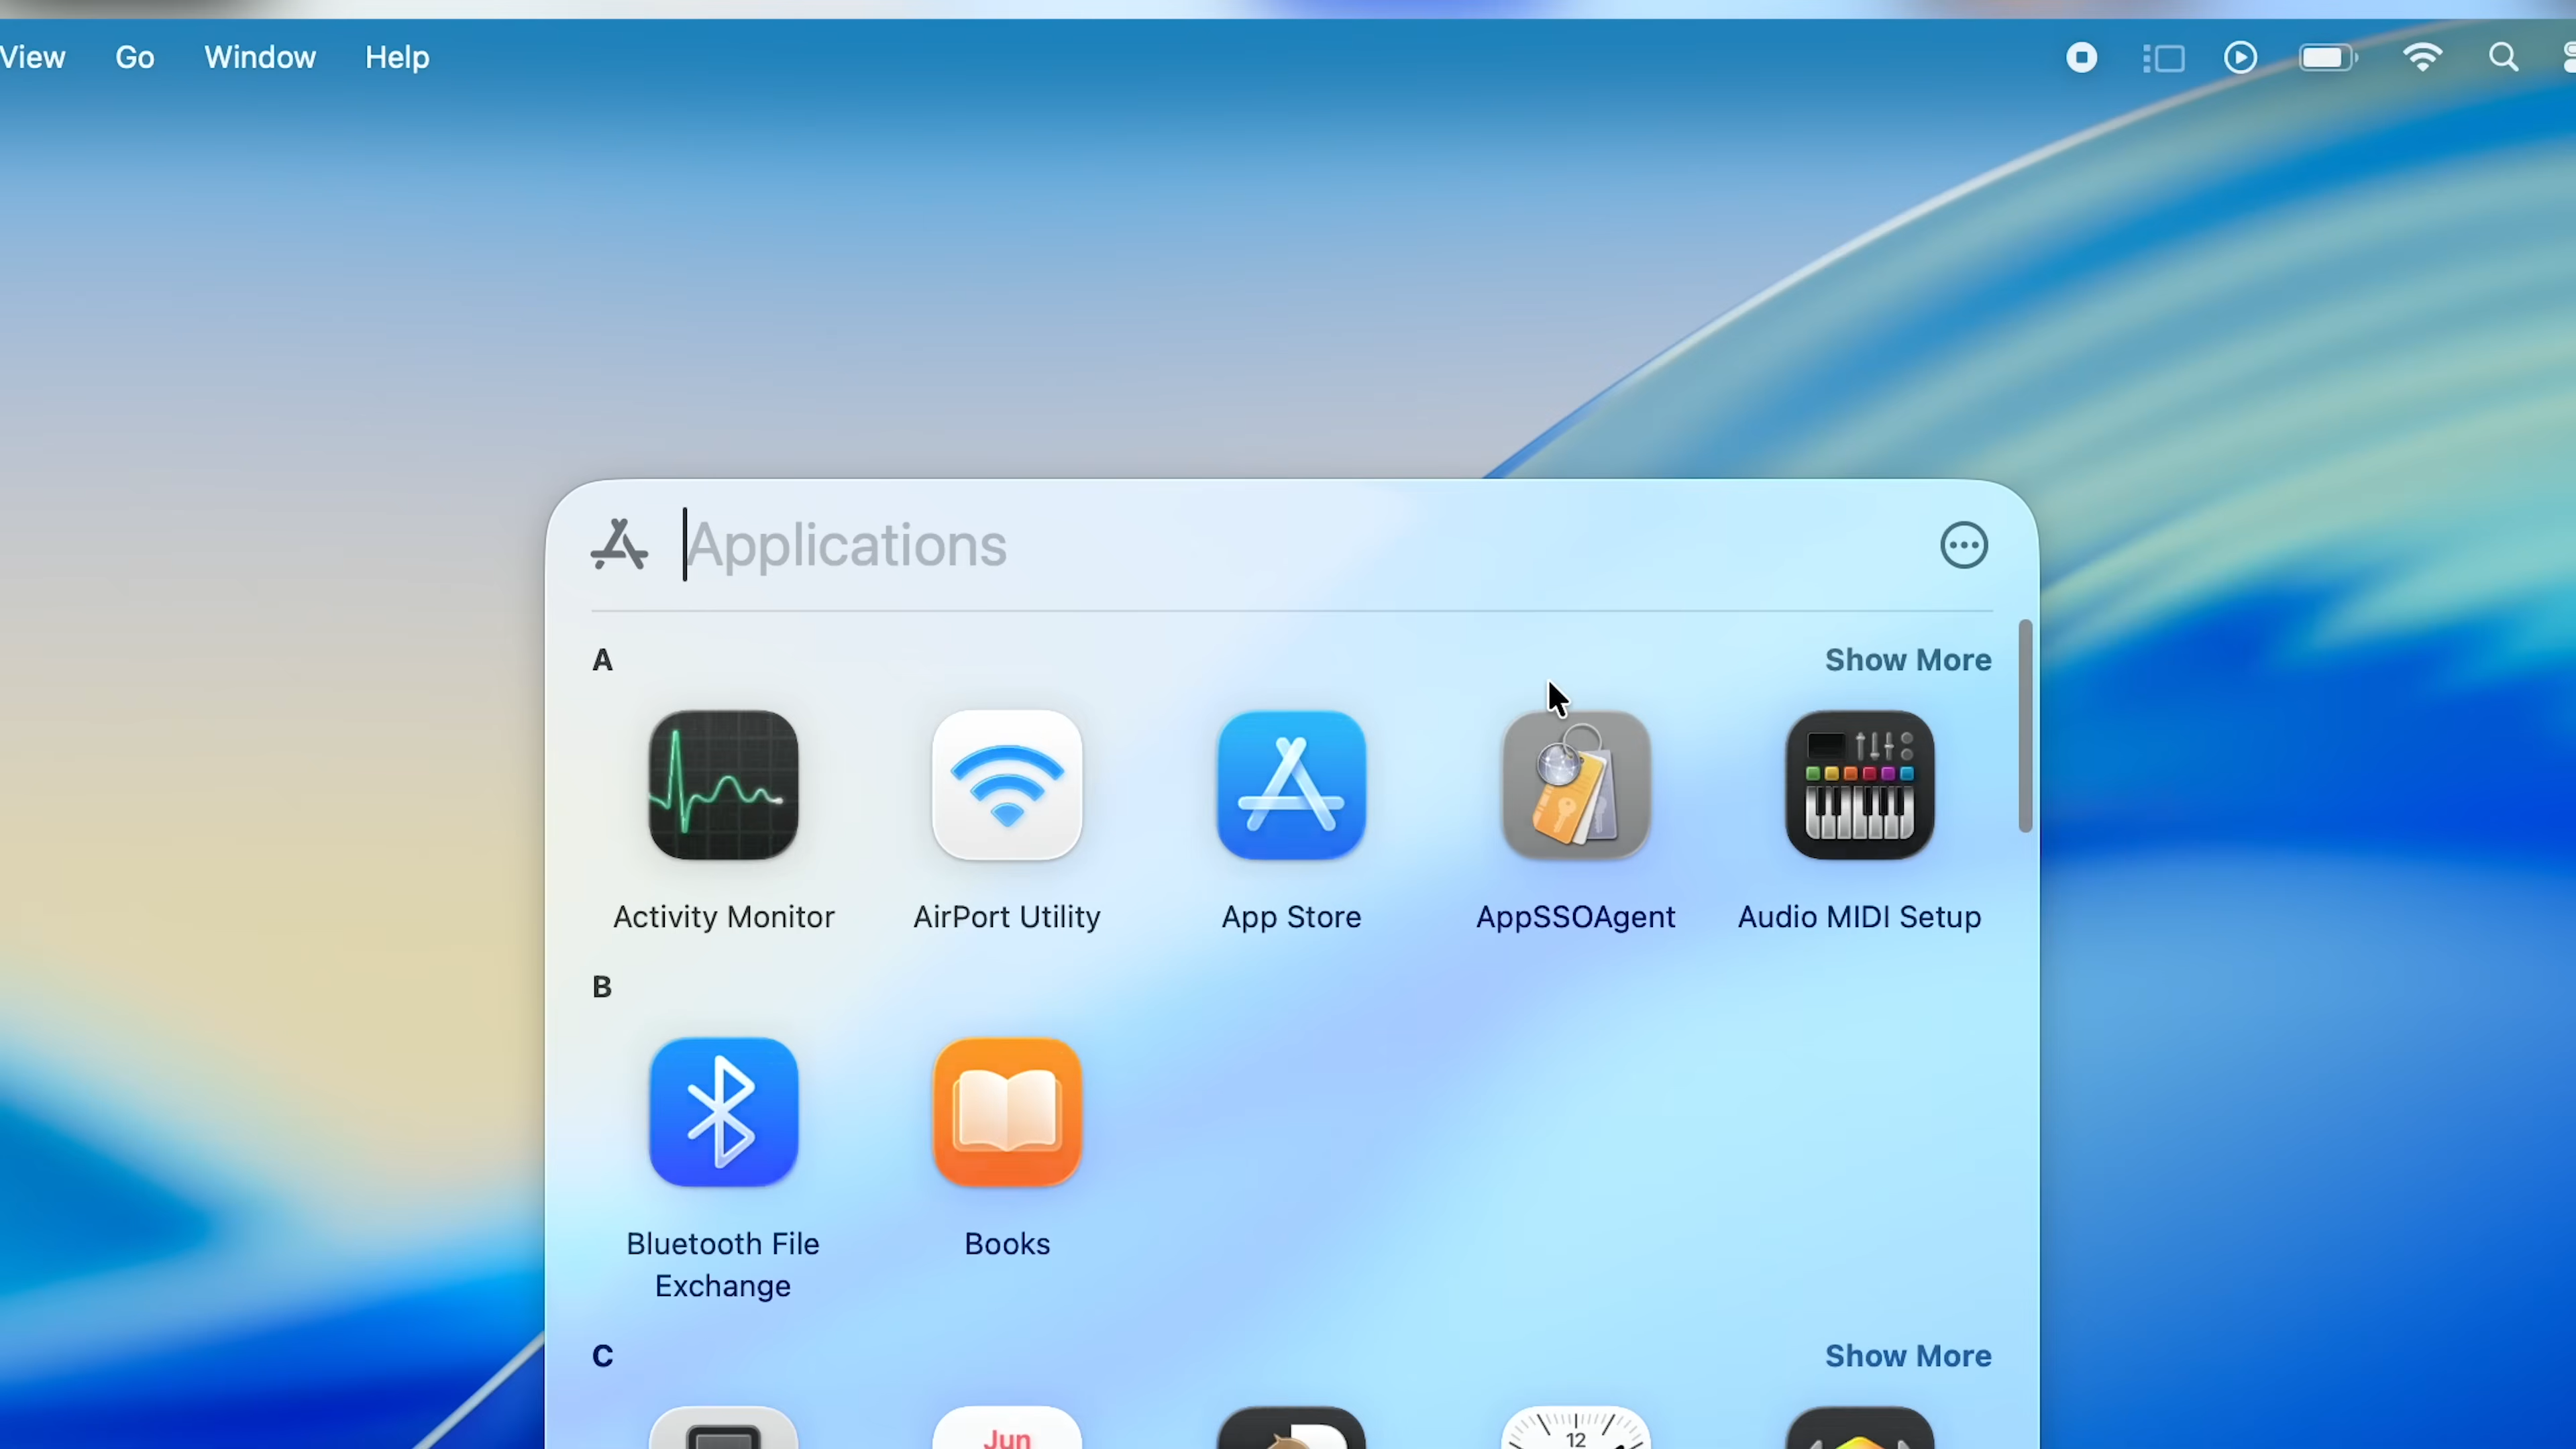 View Go Window Help
Applications
A Show More
Activity Monitor AirPort Utility App Store AppSSOAgent Audio MIDI Setup
B
Bluetooth File Exchange Books
C Show More
Jun 12